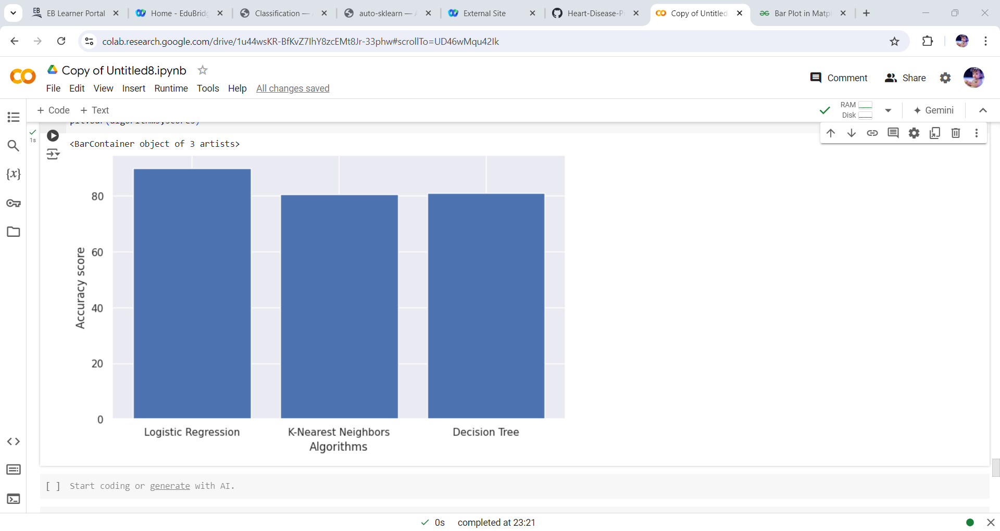 EB Learner Portal
Home - EduBridg
Classification —
auto-sklearn —
External Site
Heart-Disease-P
Copy of Untitled
Bar Plot in Matp
colab.research.google.com/drive/1u44wsKR-BfKvZ7IhY8zcEMt8Jr-33phw#scrollTo=UD46wMqu42Ik
Copy of Untitled8.ipynb
Comment
Share
File Edit View Insert Runtime Tools Help All changes saved
+ Code + Text
RAM
Disk
Gemini
1s
<BarContainer object of 3 artists>
80
60
40
20
0
Accuracy score
Logistic Regression
K-Nearest Neighbors
Decision Tree
Algorithms
[ ] Start coding or generate with AI.
0s completed at 23:21